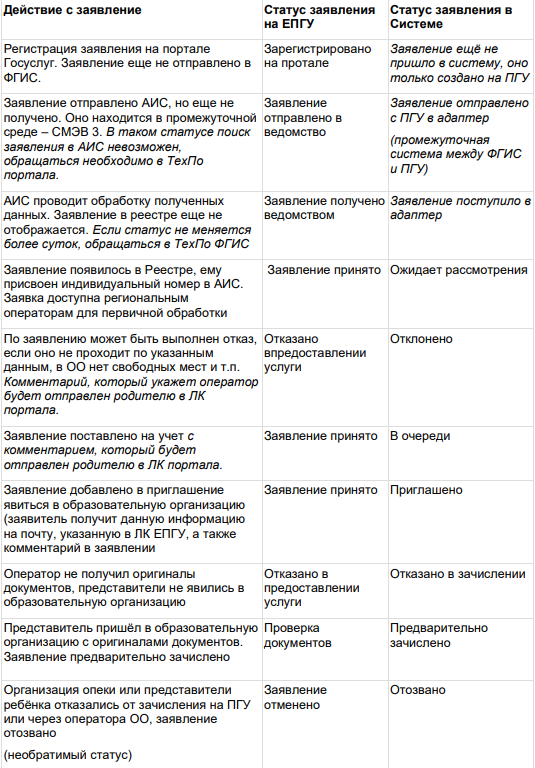 Действие с заявление
Статус заявления
на ЕПГУ
Статус заявления в
Системе
Регистрация заявления на портале
Госуслуг. Заявление еще не отправлено в
ФГИС.
Зарегистрировано
на протале
Заявление ещё не
пришло в систему, оно
только создано на ПГУ
Заявление отправлено АИС, но еще не
получено. Оно находится в промежуточной
среде – СМЭВ 3. В таком статусе поиск
заявления в АИС невозможен,
обращаться необходимо в ТехПо
портала.
Заявление
отправлено в
ведомство
Заявление отправлено
с ПГУ в адаптер
(промежуточная
система между ФГИС
и ПГУ)
АИС проводит обработку полученных
данных. Заявление в реестре еще не
отображается. Если статус не меняется
более суток, обращаться в ТехПо ФГИС
Заявление получено
ведомством
Заявление поступило в
адаптер
Заявление появилось в Реестре, ему
присвоен индивидуальный номер в АИС.
Заявка доступна региональным
операторам для первичной обработки
Заявление принято
Ожидает рассмотрения
По заявлению может быть выполнен отказ,
если оно не проходит по указанным
данным, в ОО нет свободных мест и т.п.
Комментарий, который укажет оператор
будет отправлен родителю в ЛК
портала.
Отказано
впредоставлении
услуги
Отклонено
Заявление поставлено на учет с
комментарием, который будет
отправлен родителю в ЛК портала.
Заявление принято
В очереди
Заявление добавлено в приглашение
явиться в образовательную организацию
(заявитель получит данную информацию
на почту, указанную в ЛК ЕПГУ, а также
комментарий в заявлении
Заявление принято
Приглашено
Оператор не получил оригиналы
документов, представители не явились в
образовательную организацию
Отказано в
предоставлении
услуги
Отказано в зачислении
Представитель пришёл в образовательную
организацию с оригиналами документов.
Заявление предварительно зачислено
Проверка
документов
Предварительно
зачислено
Организация опеки или представители
ребёнка отказались от зачисления на ПГУ
или через оператора ОО, заявление
отозвано
(необратимый статус)
Заявление
отменено
Отозвано